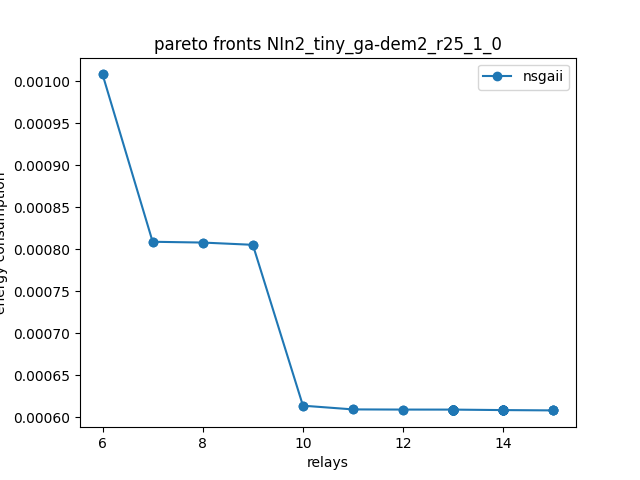 pareto fronts NIn2_tiny_ga-dem2_r25_1_0
nsgaii
0.00100
0.00095
0.00090
0.00085
0.00080
0.00075
0.00070
0.00065
0.00060
energy consumption
6 8 10 12 14
relays